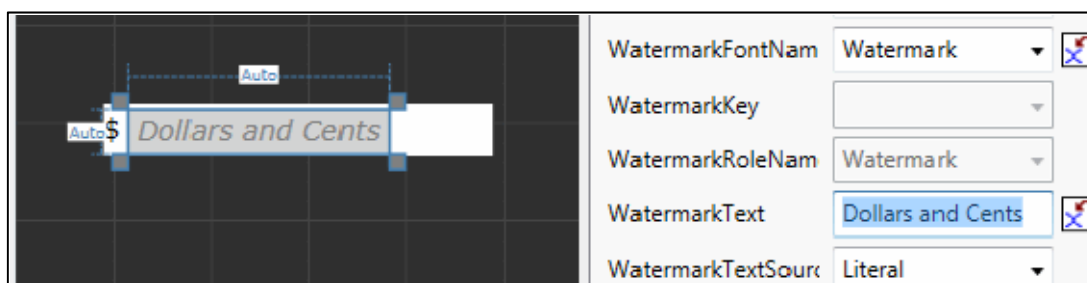 Auto
Auto $ Dollars and Cents
WatermarkFontNam Watermark
WatermarkKey
WatermarkRoleNam Watermark
WatermarkText Dollars and Cents
WatermarkTextSourc Literal